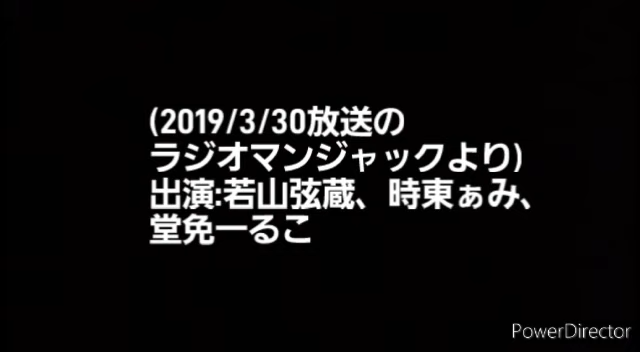 (2019/3/30放送の
ラジオマンジャックより)
出演:若山弦蔵、時東ぁみ、
堂免一るこ
PowerDirector